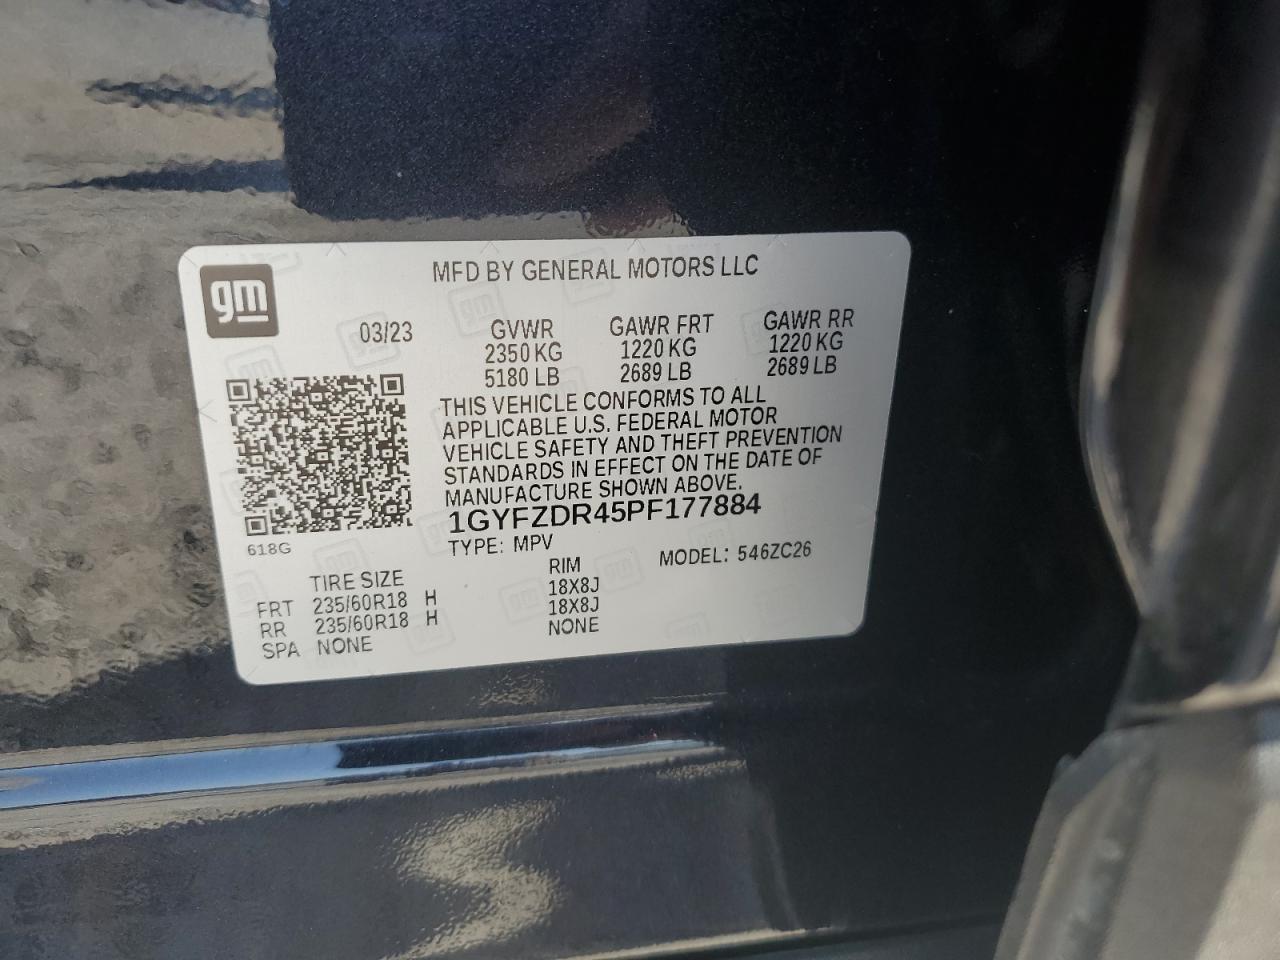 MFD BY GENERAL MOTORS LLC
gm
03/23 GVWR GAWR FRT GAWR RR
2350 KG 1220 KG 1220 KG
5180 LB 2689 LB 2689 LB
THIS VEHICLE CONFORMS TO ALL
APPLICABLE U.S. FEDERAL MOTOR
VEHICLE SAFETY AND THEFT PREVENTION
STANDARDS IN EFFECT ON THE DATE OF
MANUFACTURE SHOWN ABOVE.
1GYFZDR45PF177884
618G
TYPE: MPV MODEL: 546ZC26
TIRE SIZE RIM
FRT 235/60R18 H 18X8J
RR 235/60R18 H 18X8J
SPA NONE NONE